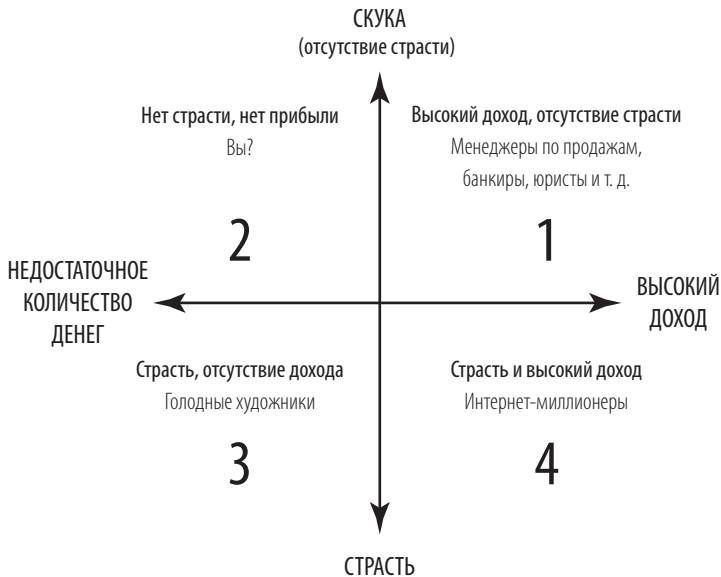 СКУКА
(отсутствие страсти)
Нет страсти, нет прибыли
Вы?
2
Высокий доход, отсутствие страсти
Менеджеры по продажам,
банкиры, юристы и т. д.
1
НЕДОСТАТОЧНОЕ
КОЛИЧЕСТВО
ДЕНЕГ
ВЫСОКИЙ
ДОХОД
Страсть, отсутствие дохода
Голодные художники
3
Страсть и высокий доход
Интернет-миллионеры
4
СТРАСТЬ